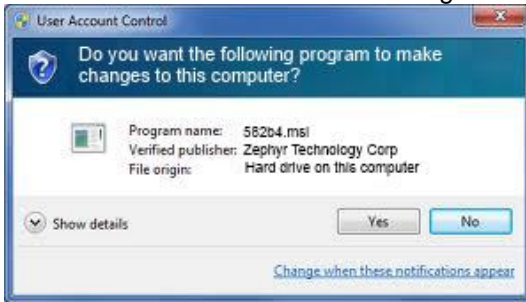 User Account Control
Do you want the following program to make
changes to this computer?
Program name: 582b4.msi
Verified publisher: Zephyr Technology Corp
File origin: Hard drive on this computer
Show details
Yes No
Change when these notifications appear